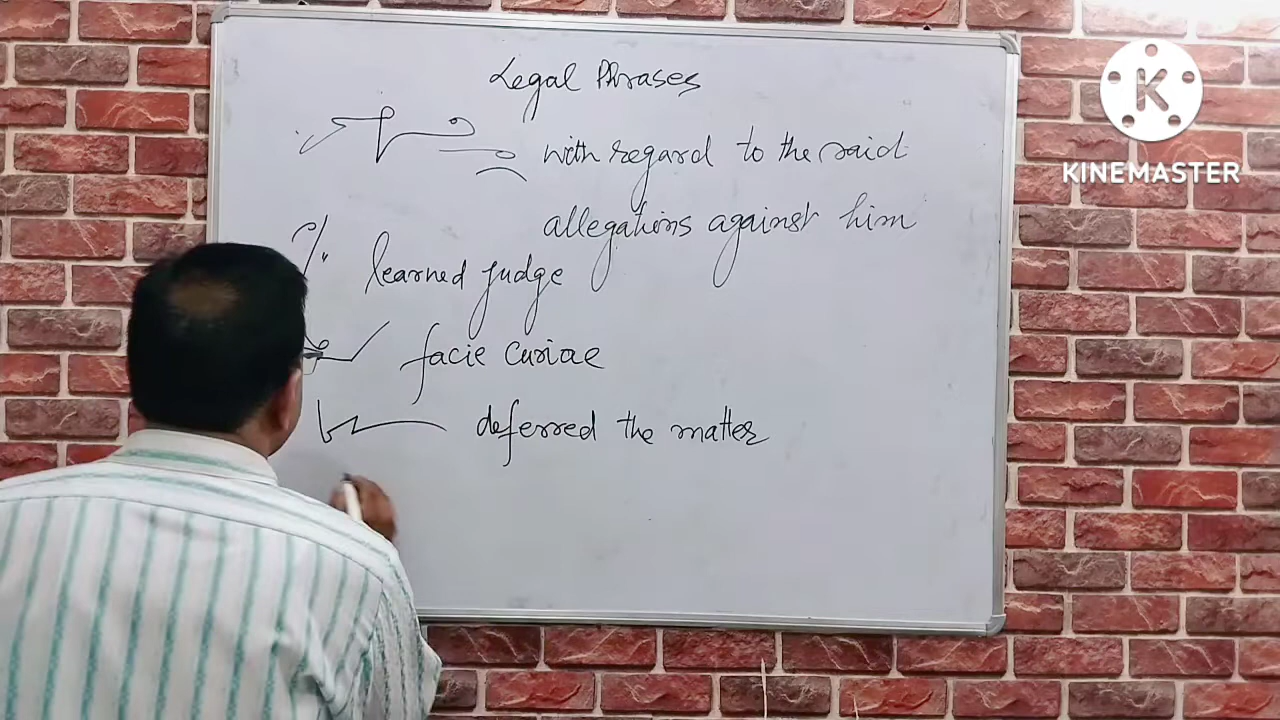 Legal Phrases
with regard to the said
allegations against him
learned judge
facie curiae
deferred the matter
K
KINEMASTER